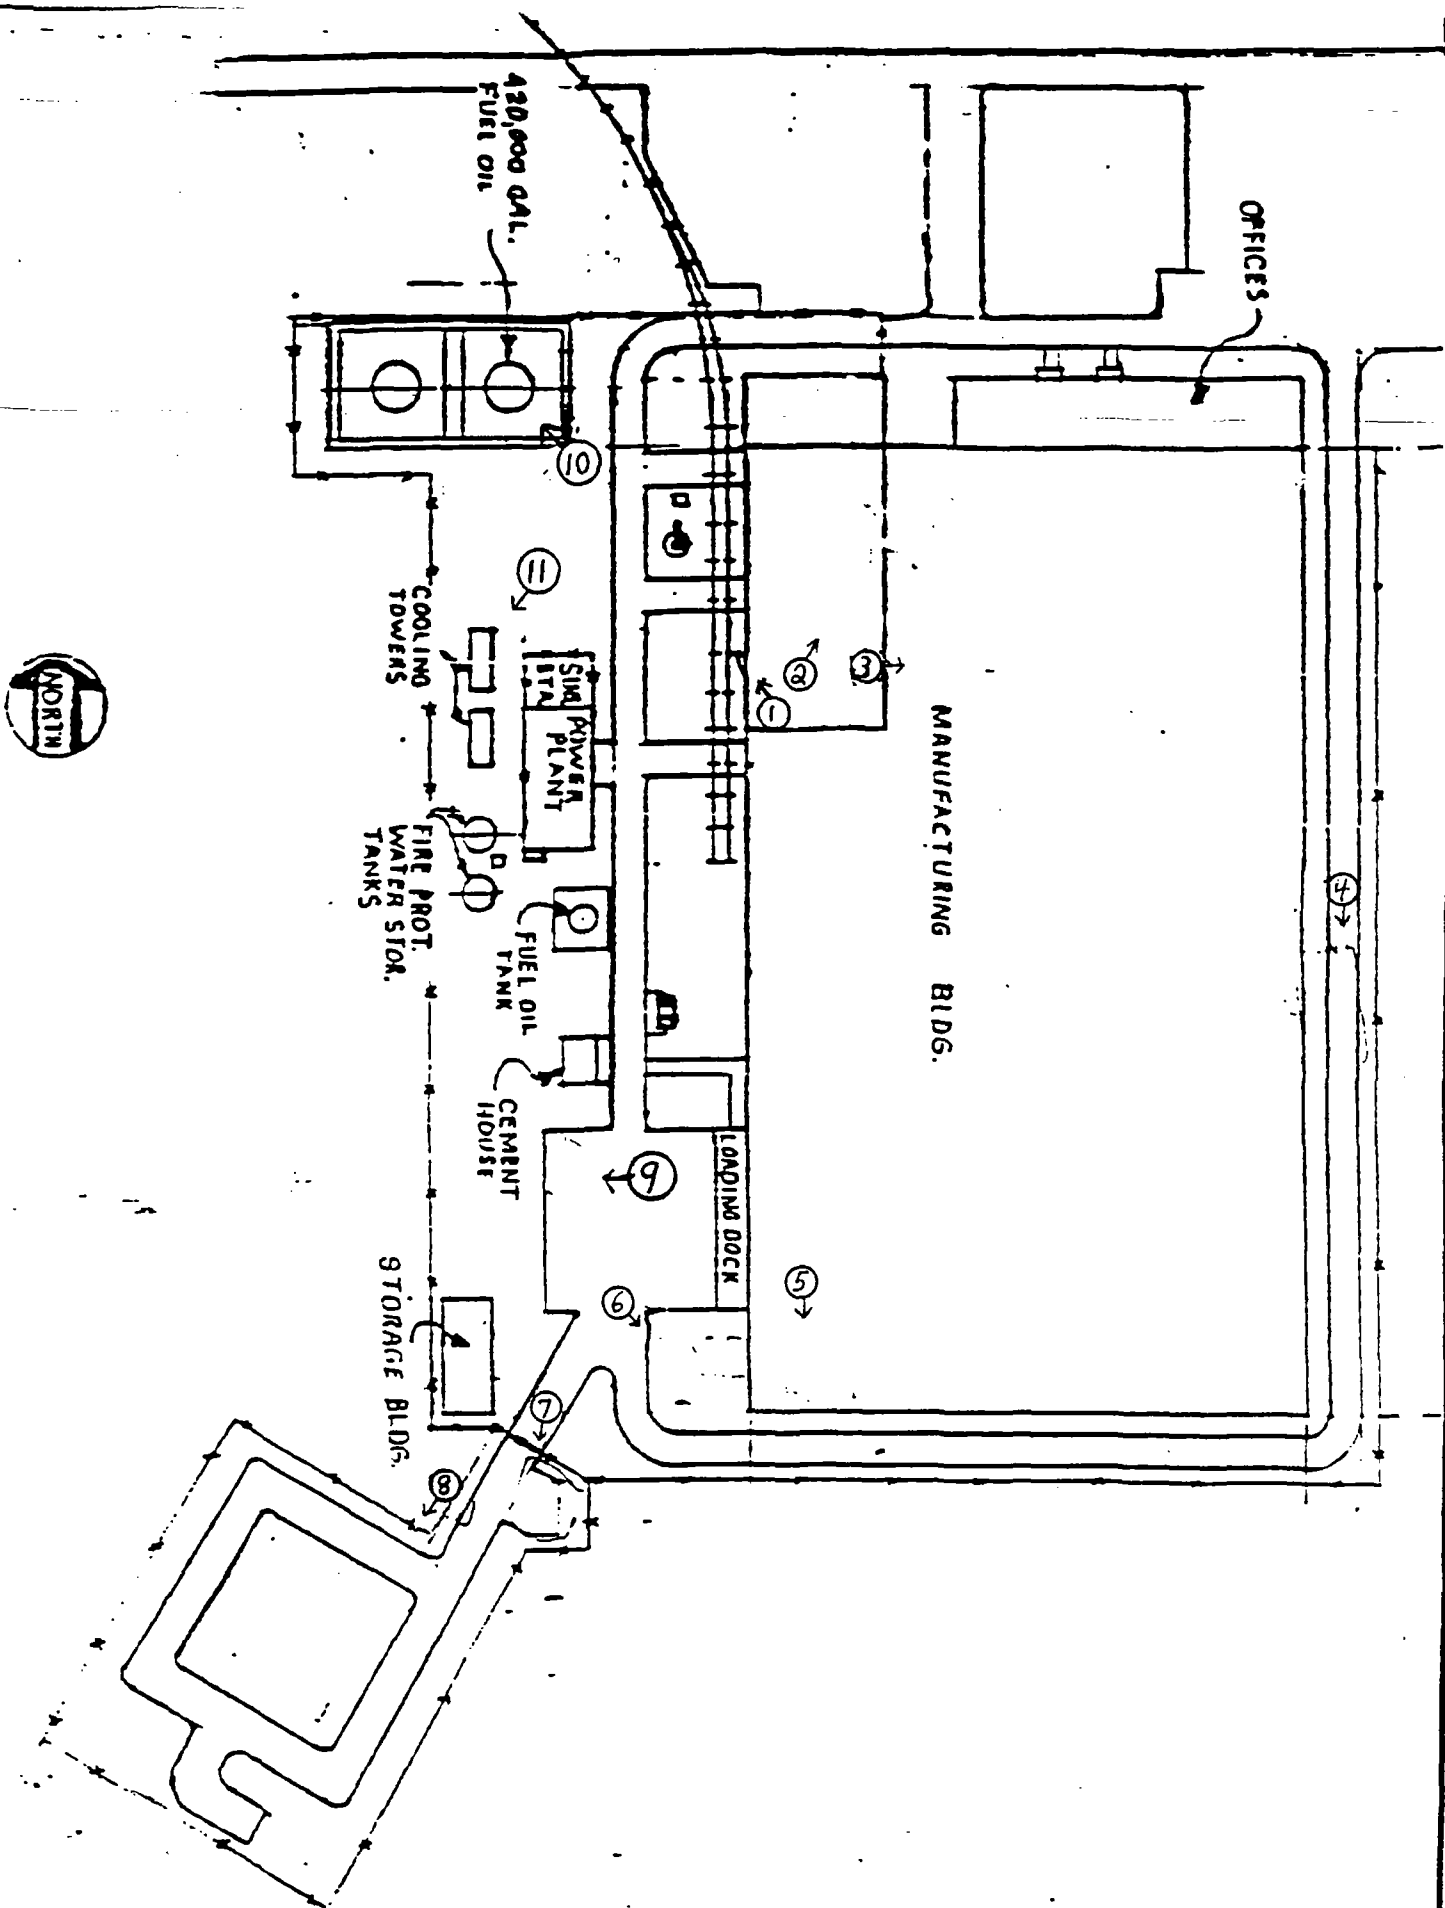 OFFICES
420,000 GAL.
FUEL OIL
10
11
COOLING
TOWERS
POWER
PLANT
1
2
3
4
MANUFACTURING BLDG.
FIRE PROT.
WATER STOR.
TANKS
FUEL OIL
TANK
CEMENT
HOUSE
LOADING DOCK
9
5
6
7
8
STORAGE BLDG.
NORTH